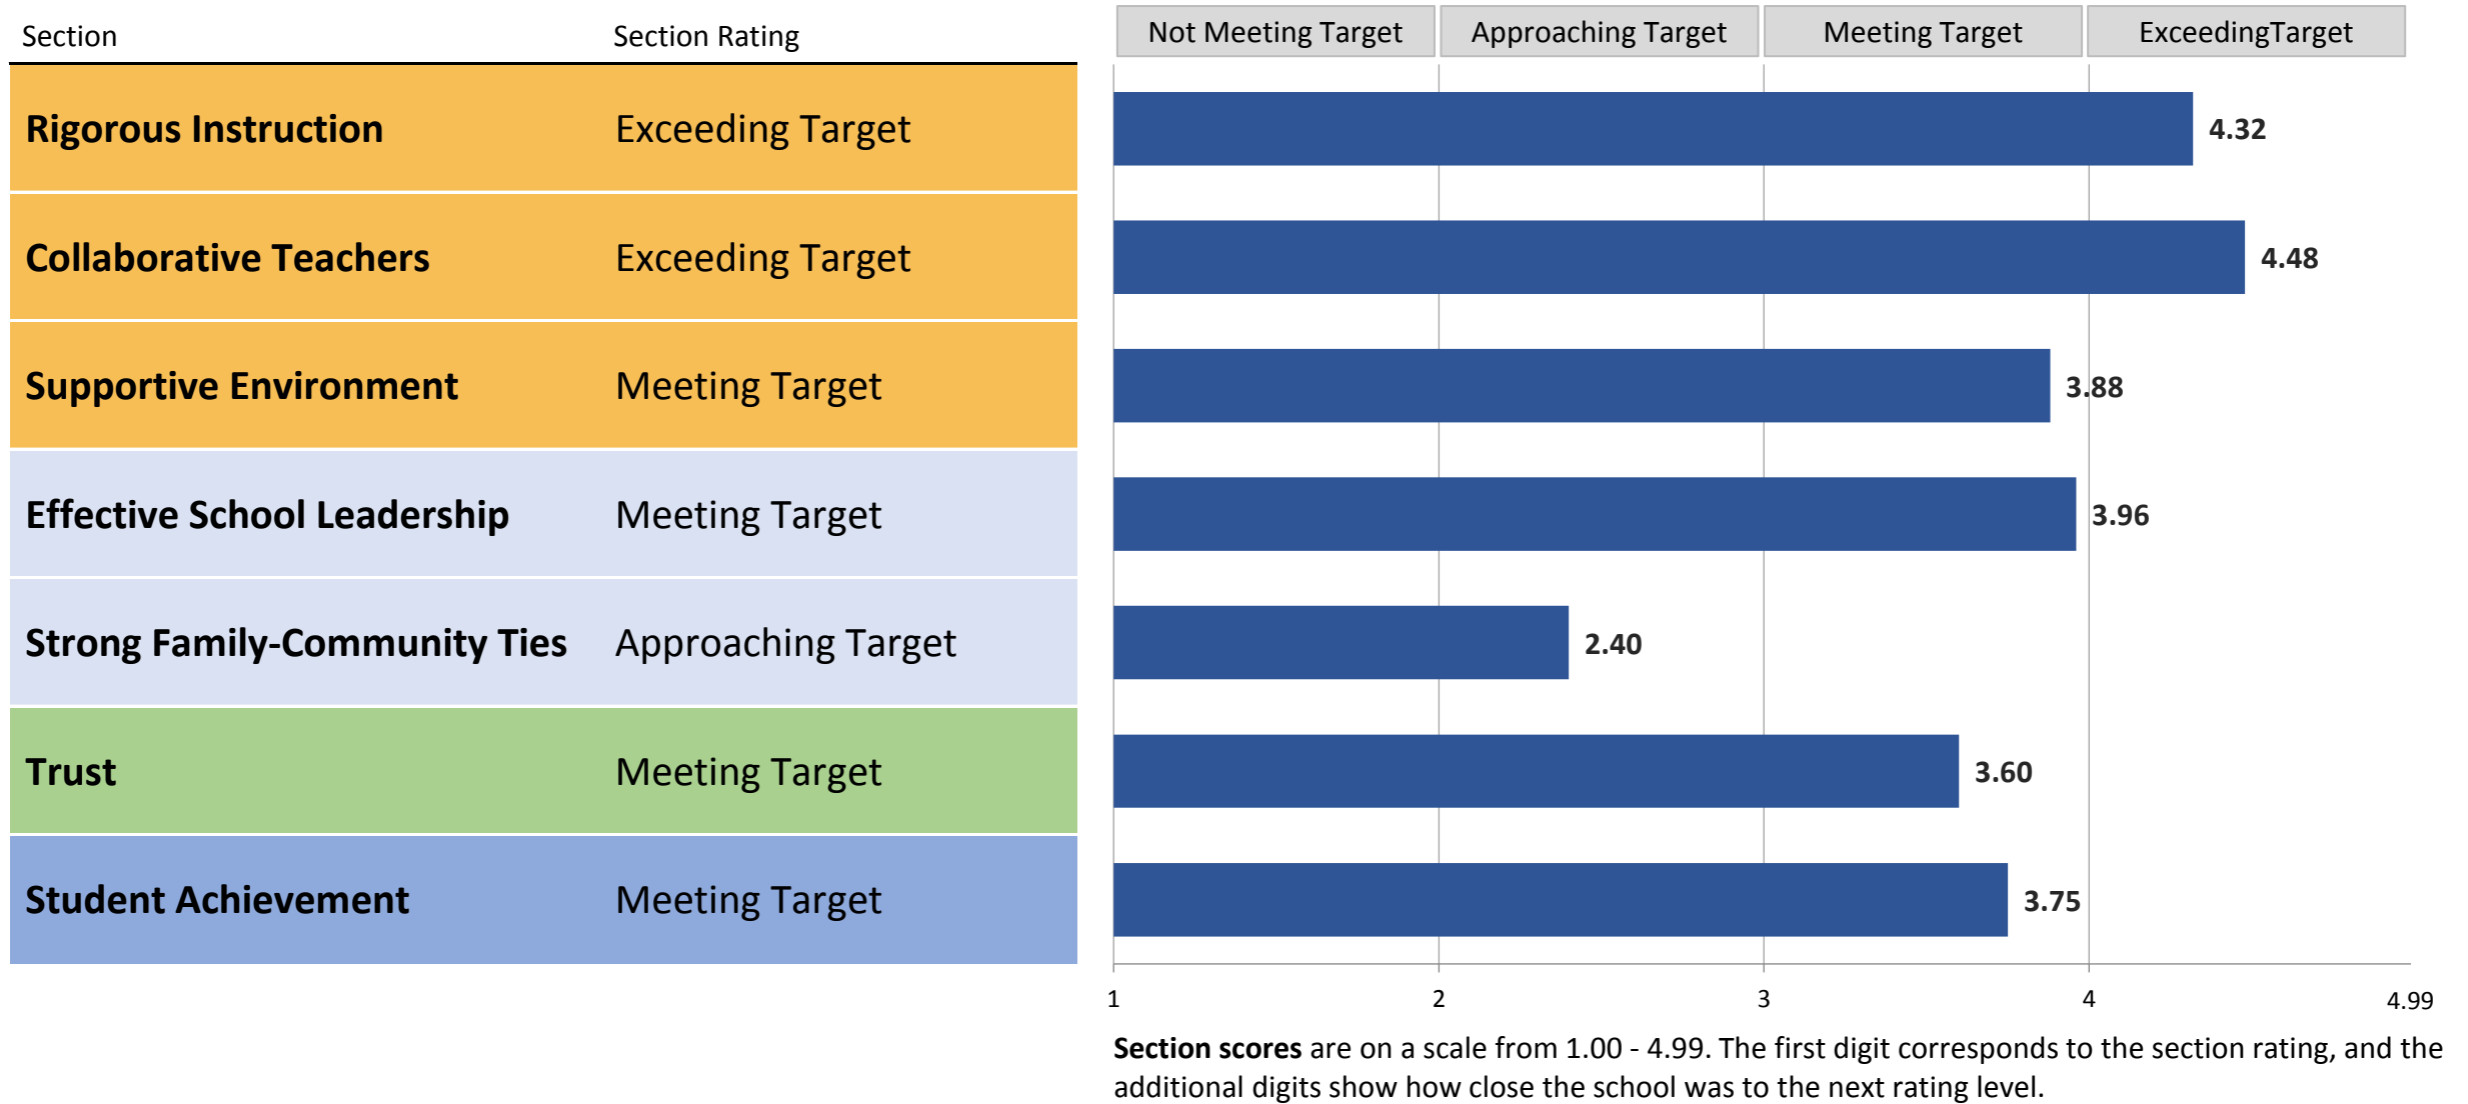 Section Section Rating Not Meeting Target Approaching Target Meeting Target ExceedingTarget
Rigorous Instruction Exceeding Target 4.32
Collaborative Teachers Exceeding Target 4.48
Supportive Environment Meeting Target 3.88
Effective School Leadership Meeting Target 3.96
Strong Family-Community Ties Approaching Target 2.40
Trust Meeting Target 3.60
Student Achievement Meeting Target 3.75
1 2 3 4 4.99
Section scores are on a scale from 1.00 - 4.99. The first digit corresponds to the section rating, and the
additional digits show how close the school was to the next rating level.